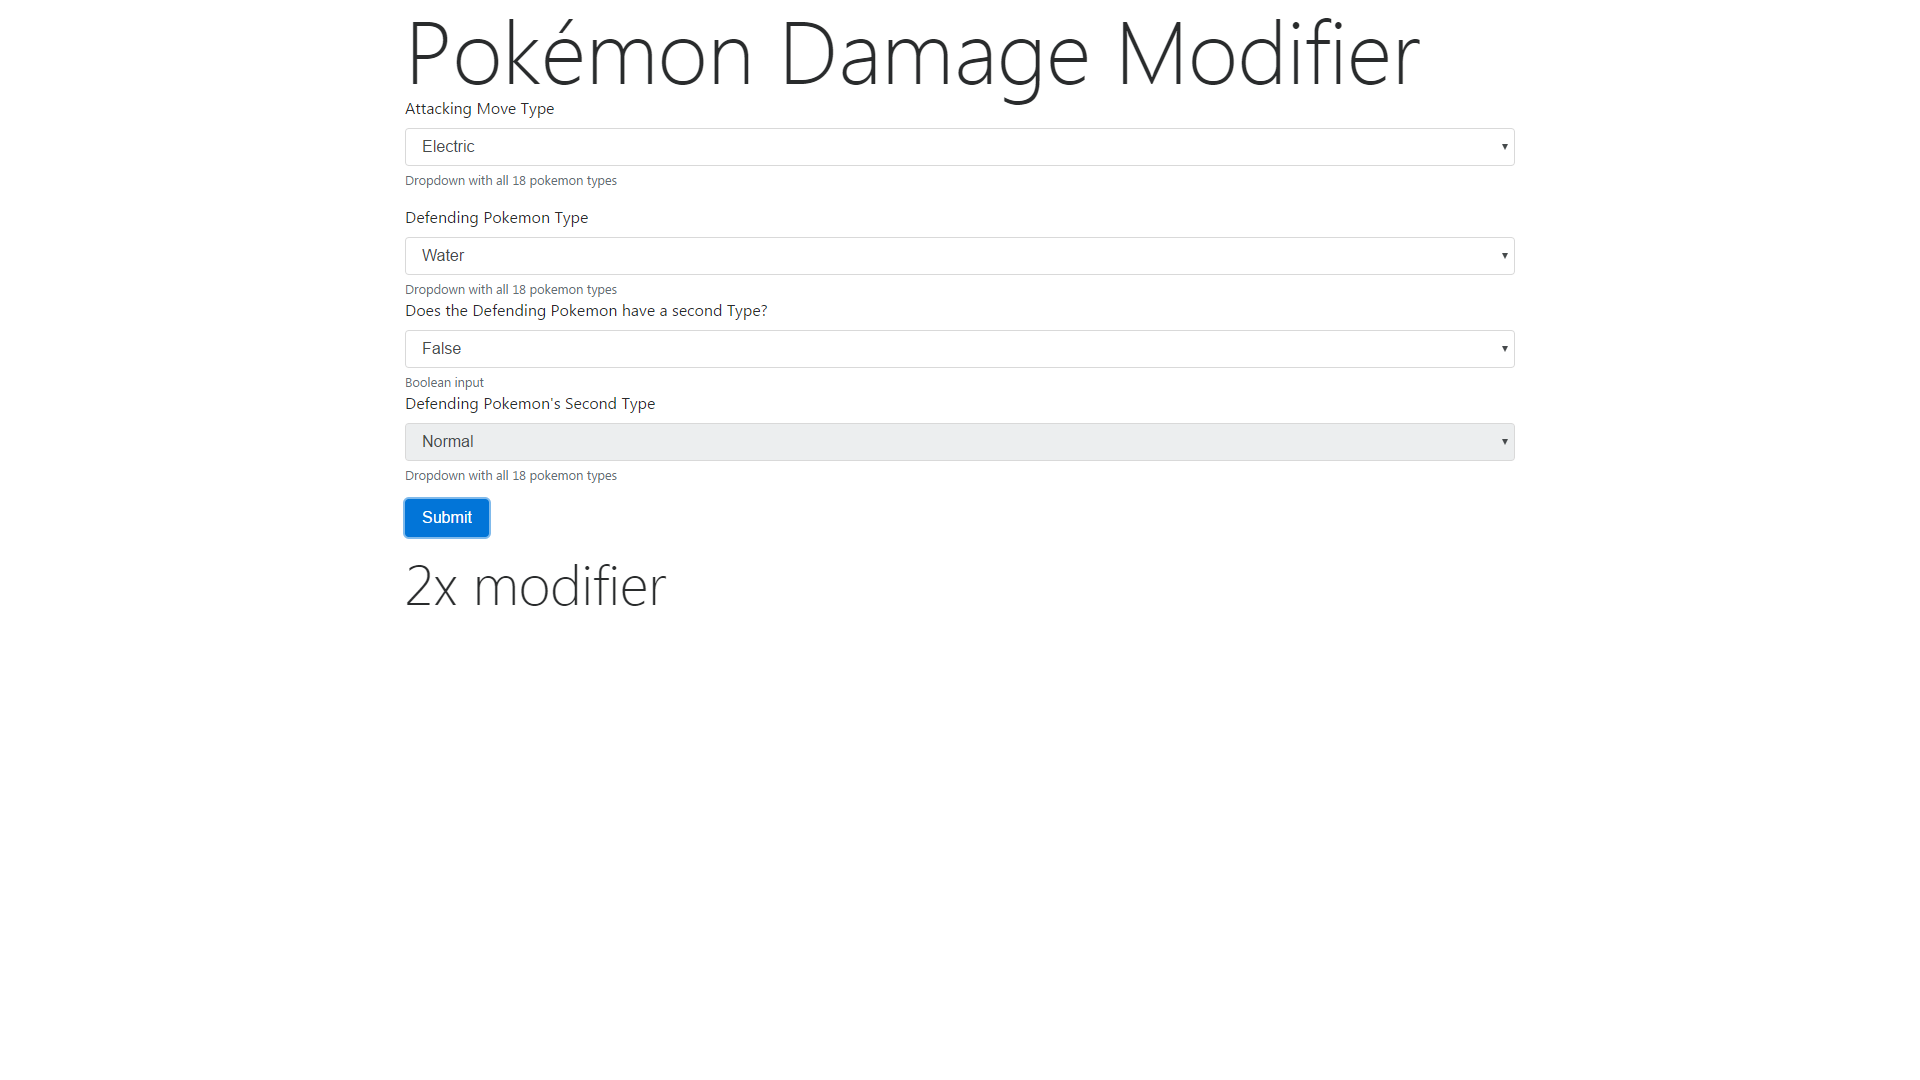 Pokémon Damage Modifier
Attacking Move Type
Electric
Dropdown with all 18 pokemon types
Defending Pokemon Type
Water
Dropdown with all 18 pokemon types
Does the Defending Pokemon have a second Type?
False
Boolean input
Defending Pokemon's Second Type
Normal
Dropdown with all 18 pokemon types
Submit
2x modifier